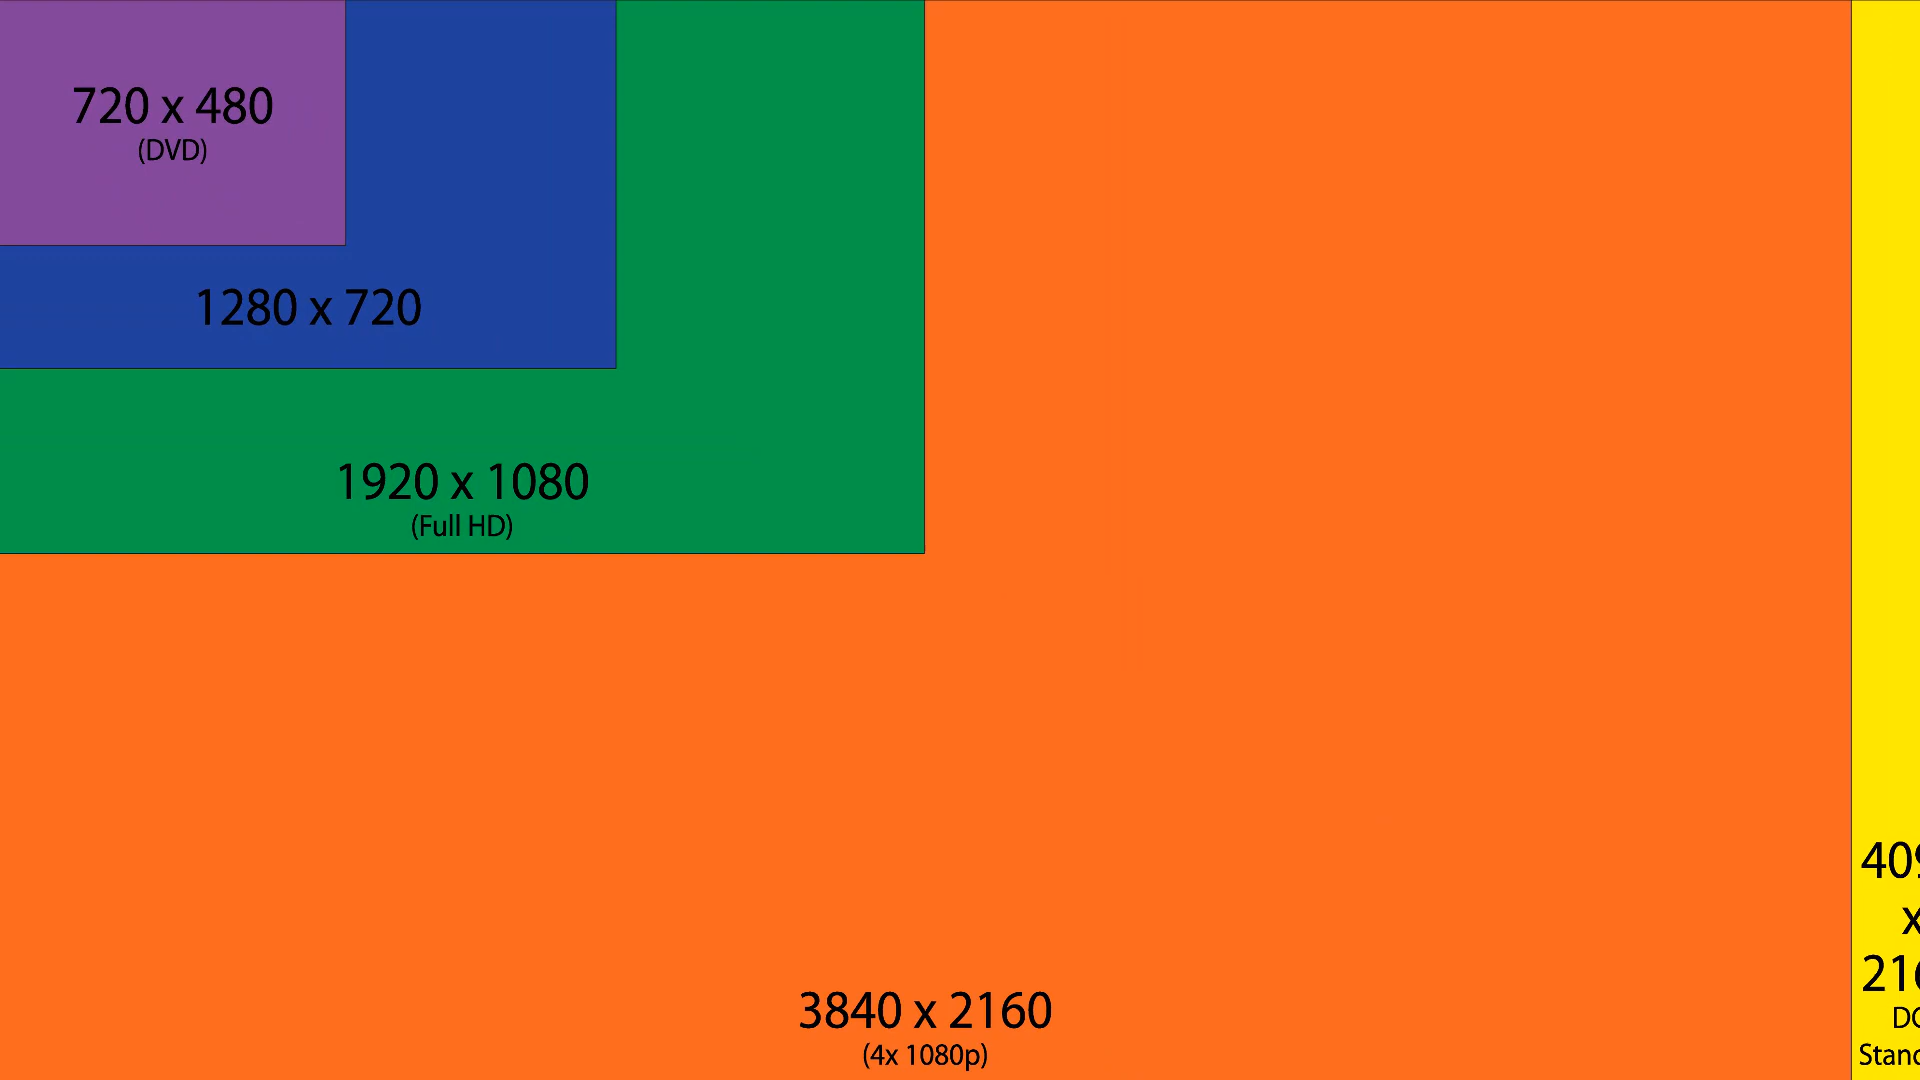 720 x 480
(DVD)
1280 x 720
1920 x 1080
(Full HD)
3840 x 2160
(4x 1080p)
x